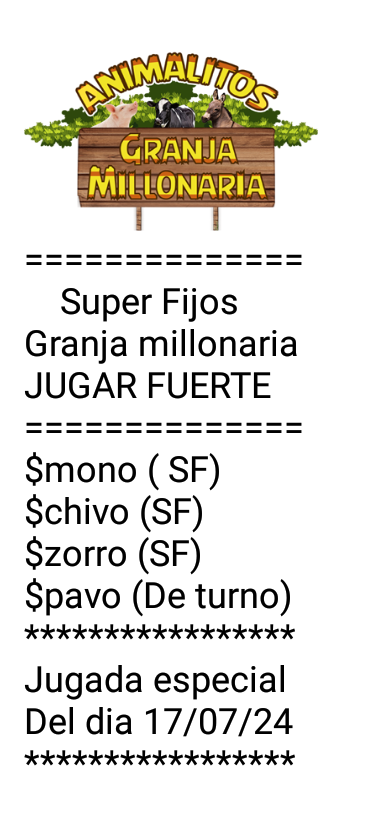 ANIMALITOS
GRANJA
MILLONARIA
==============
Super Fijos
Granja millonaria
JUGAR FUERTE
==============
$mono ( SF)
$chivo (SF)
$zorro (SF)
$pavo (De turno)
*****************
Jugada especial
Del dia 17/07/24
*****************